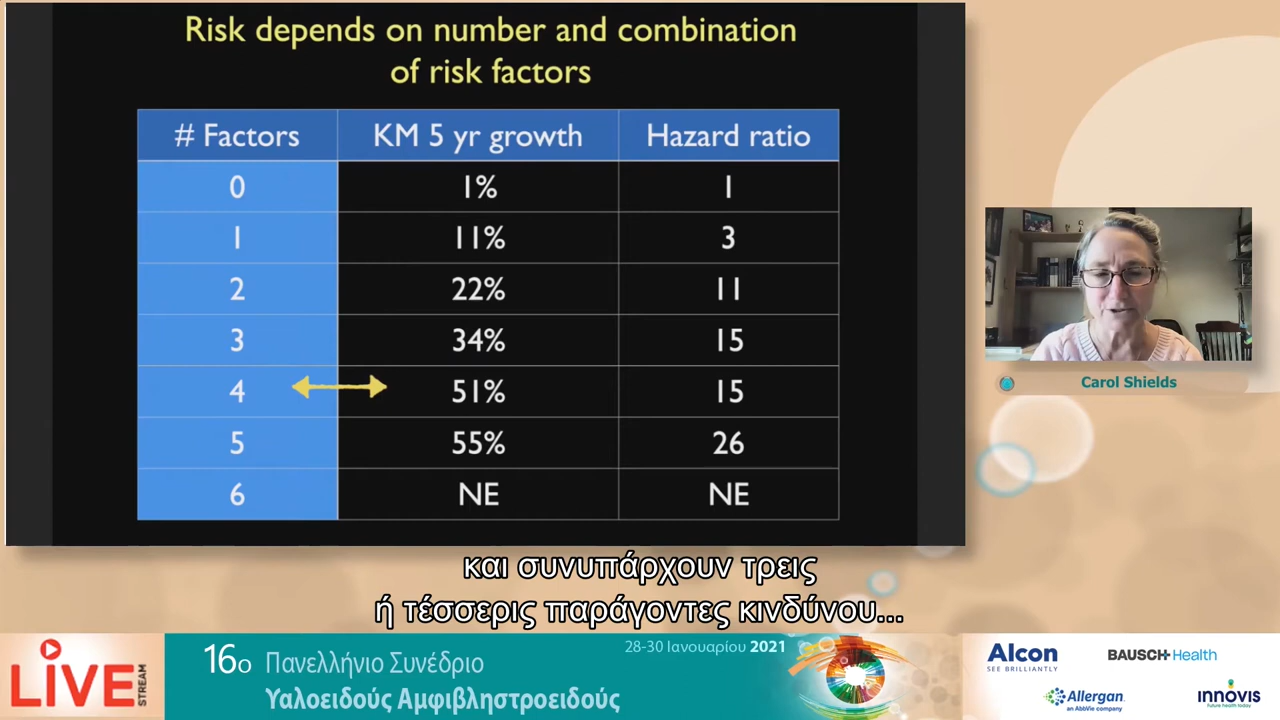 Risk depends on number and combination
of risk factors
# Factors KM 5 yr growth Hazard ratio
0 1% 1
1 11% 3
2 22% 11
3 34% 15
4 51% 15
5 55% 26
6 NE NE
Carol Shields
και συνυπάρχουν τρεις
ή τέσσερις παράγοντες κινδύνου...
LIVE
STREAM
16ο Πανελλήνιο Συνέδριο
Υαλοειδούς Αμφιβληστροειδούς
28-30 Ιανουαρίου 2021
Alcon
SEE BRILLIANTLY
BAUSCH+Health
Allergan
an AbbVie company
INNOVIS
Future health today